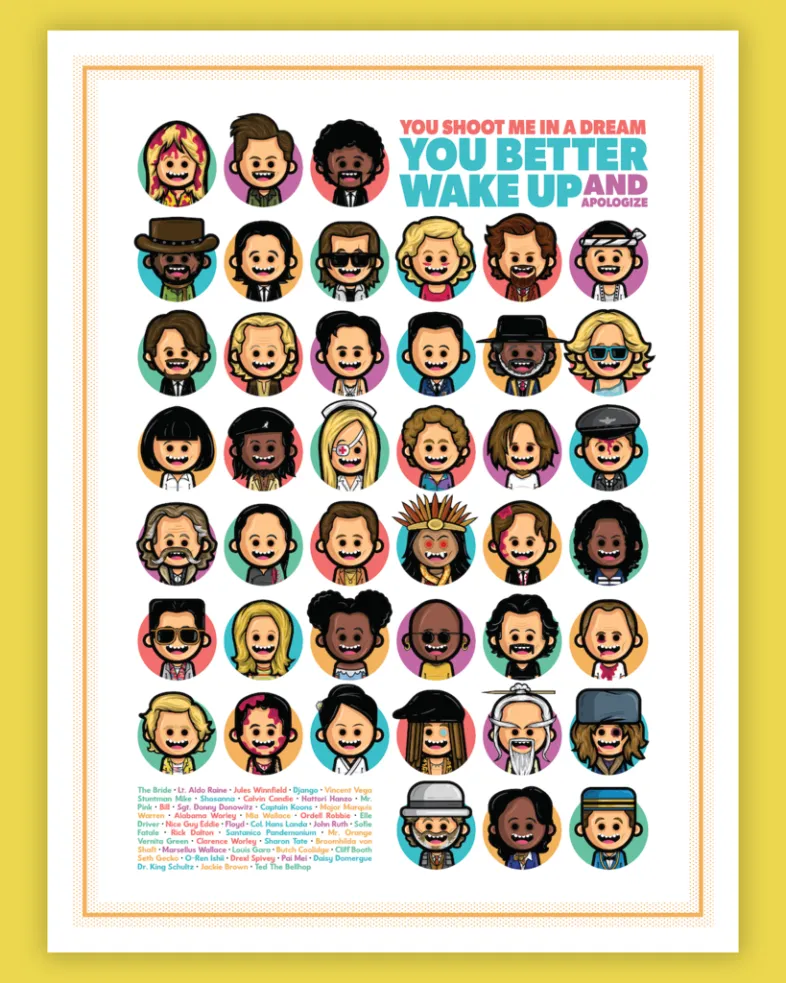 YOU SHOOT ME IN A DREAM
YOU BETTER
WAKE UP AND
APOLOGIZE
The Bride • Lt. Aldo Raine • Jules Winnfield • Django • Vincent Vega
Stuntman Mike • Shosanna • Calvin Candie • Hattori Hanzo • Mr.
Pink • Bill • Sgt. Donny Donowitz • Captain Koons • Major Marquis
Warren • Alabama Worley • Mia Wallace • Ordell Robbie • Elle
Driver • Nice Guy Eddie • Floyd • Col. Hans Landa • John Ruth • Sofie
Fatale • Rick Dalton • Santanico Pandemonium • Mr. Orange
Vernita Green • Clarence Worley • Sharon Tate • Broomhilda von
Shaft • Marsellus Wallace • Louis Gara • Butch Coolidge • Cliff Booth
Seth Gecko • O-Ren Ishii • Drexl Spivey • Pai Mei • Daisy Domergue
Dr. King Schultz • Jackie Brown • Ted The Bellhop